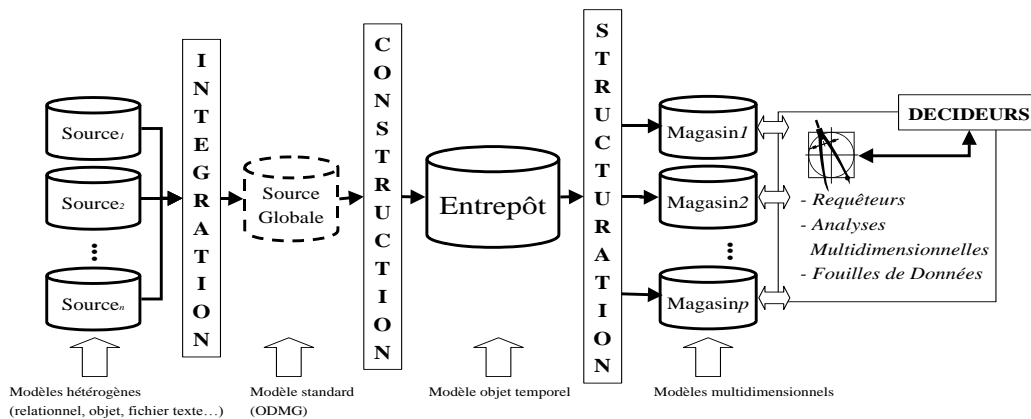 Source1
Source2
Sourcen
INTEGRATION
Source
Globale
CONSTRUCTION
Entrepôt
STRUCTURATION
Magasin1
Magasin2
Magasinp
DECIDEURS
- Requêteurs
- Analyses
Multidimensionnelles
- Fouilles de Données
Modèles hétérogènes
(relationnel, objet, fichier texte…)
Modèle standard
(ODMG)
Modèle objet temporel
Modèles multidimensionnels